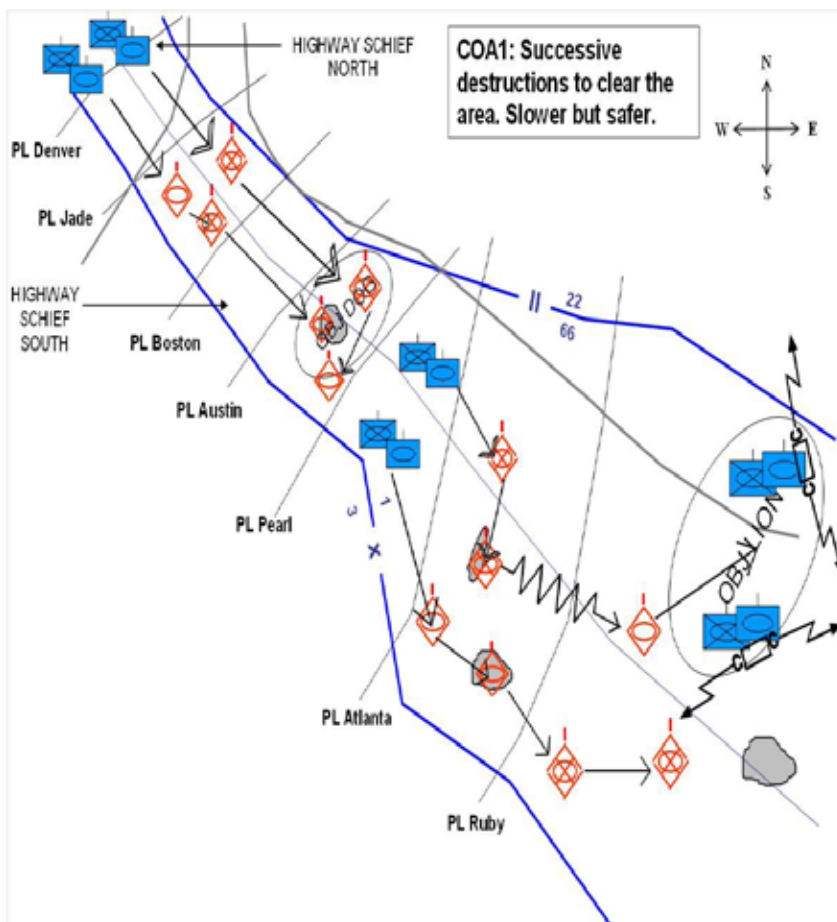 HIGHWAY SCHIEF
NORTH
COA1: Successive
destructions to clear the
area. Slower but safer.
N
W
E
S
PL Denver
PL Jade
HIGHWAY
SCHIEF
SOUTH
PL Boston
PL Austin
II
22
66
PL Pearl
1
3
X
OBJ LION
C
C
C
C
PL Atlanta
PL Ruby